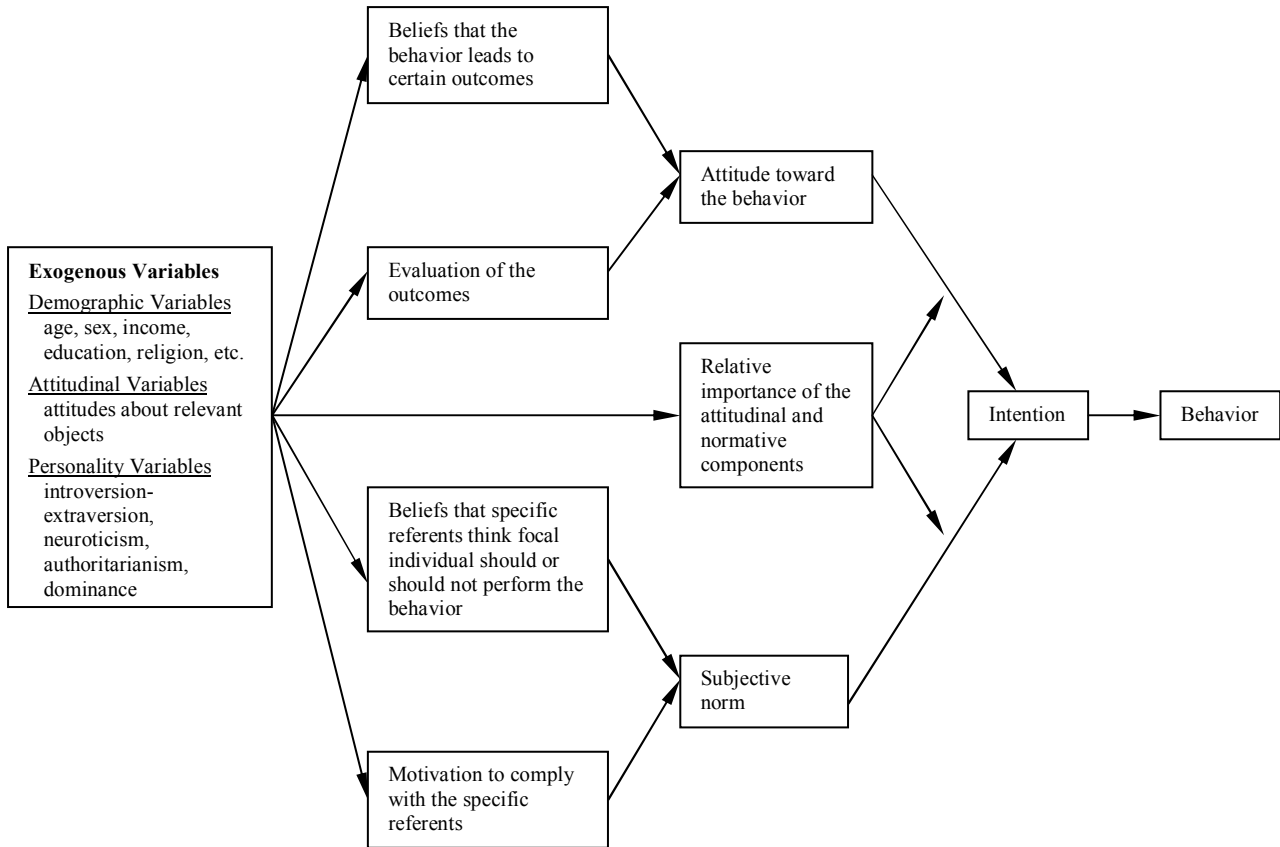 Beliefs that the
behavior leads to
certain outcomes
Attitude toward
the behavior
Exogenous Variables
Demographic Variables
age, sex, income,
education, religion, etc.
Attitudinal Variables
attitudes about relevant
objects
Personality Variables
introversion-
extraversion,
neuroticism,
authoritarianism,
dominance
Evaluation of the
outcomes
Relative
importance of the
attitudinal and
normative
components
Intention
Behavior
Beliefs that specific
referents think focal
individual should or
should not perform the
behavior
Subjective
norm
Motivation to comply
with the specific
referents